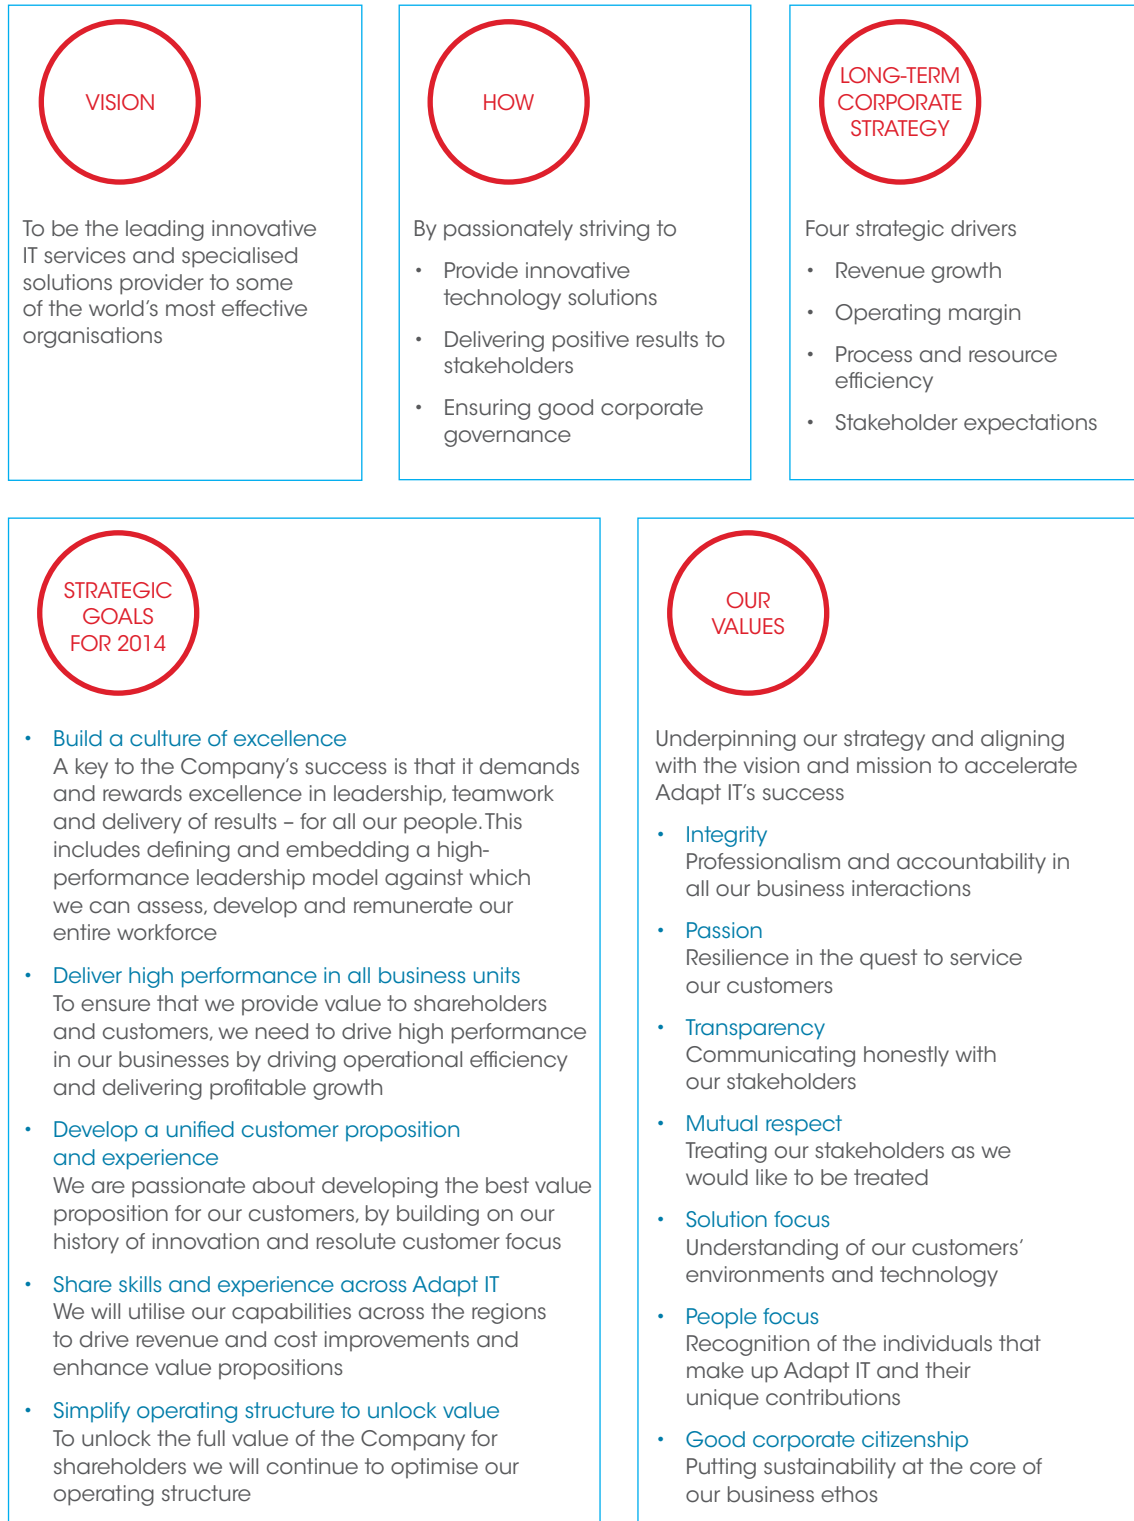 VISION
To be the leading innovative
IT services and specialised
solutions provider to some
of the world's most effective
organisations
HOW
By passionately striving to
• Provide innovative
technology solutions
• Delivering positive results to
stakeholders
• Ensuring good corporate
governance
LONG-TERM
CORPORATE
STRATEGY
Four strategic drivers
• Revenue growth
• Operating margin
• Process and resource
efficiency
• Stakeholder expectations
STRATEGIC
GOALS
FOR 2014
• Build a culture of excellence
A key to the Company's success is that it demands
and rewards excellence in leadership, teamwork
and delivery of results – for all our people. This
includes defining and embedding a high-
performance leadership model against which
we can assess, develop and remunerate our
entire workforce
• Deliver high performance in all business units
To ensure that we provide value to shareholders
and customers, we need to drive high performance
in our businesses by driving operational efficiency
and delivering profitable growth
• Develop a unified customer proposition
and experience
We are passionate about developing the best value
proposition for our customers, by building on our
history of innovation and resolute customer focus
• Share skills and experience across Adapt IT
We will utilise our capabilities across the regions
to drive revenue and cost improvements and
enhance value propositions
• Simplify operating structure to unlock value
To unlock the full value of the Company for
shareholders we will continue to optimise our
operating structure
OUR
VALUES
Underpinning our strategy and aligning
with the vision and mission to accelerate
Adapt IT's success
• Integrity
Professionalism and accountability in
all our business interactions
• Passion
Resilience in the quest to service
our customers
• Transparency
Communicating honestly with
our stakeholders
• Mutual respect
Treating our stakeholders as we
would like to be treated
• Solution focus
Understanding of our customers'
environments and technology
• People focus
Recognition of the individuals that
make up Adapt IT and their
unique contributions
• Good corporate citizenship
Putting sustainability at the core of
our business ethos